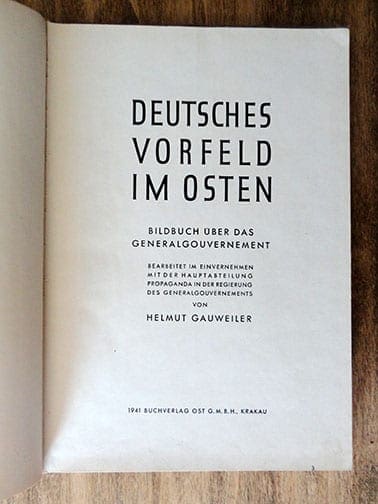 DEUTSCHES
VORFELD
IM OSTEN
BILDBUCH ÜBER DAS
GENERALGOUVERNEMENT
BEARBEITET IM EINVERNEHMEN
MIT DER HAUPTABTEILUNG
PROPAGANDA IN DER REGIERUNG
DES GENERALGOUVERNEMENTS
VON
HELMUT GAUWEILER
1941 BUCHVERLAG OST G.M.B.H., KRAKAU